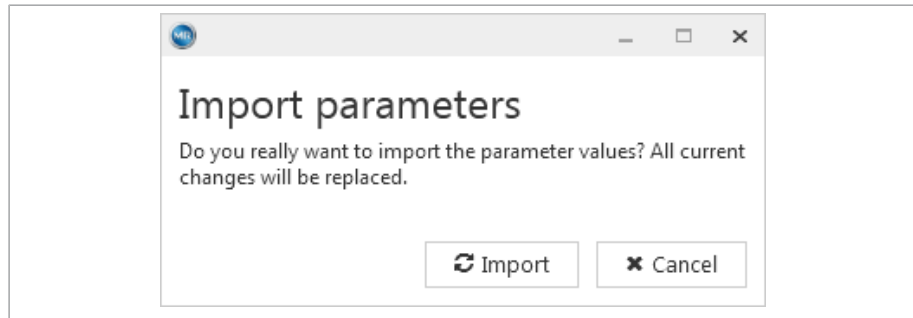 MR
Import parameters
Do you really want to import the parameter values? All current
changes will be replaced.
Import
Cancel